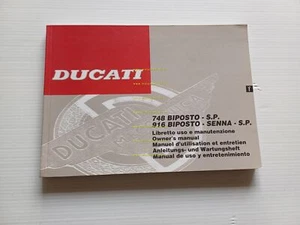 DUCATI
DUCATI
748 BIPOSTO - S.P.
916 BIPOSTO - SENNA - S.P.
Libretto uso e manutenzione
Owner's manual
Manuel d'utilisation et entretien
Anleitungs- und Wartungsheft
Manual de uso y entretenimiento